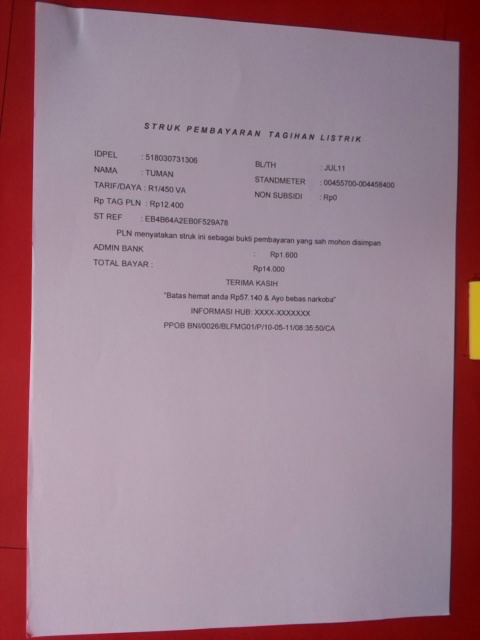 STRUK PEMBAYARAN TAGIHAN LISTRIK
IDPEL : 518030731306 BL/TH : JUL11
NAMA : TUMAN STANDMETER : 00455700-004458400
TARIF/DAYA : R1/450 VA NON SUBSIDI : Rp0
Rp TAG PLN : Rp12.400
ST REF : EB4B64A2EB0F529A78
PLN menyatakan struk ini sebagai bukti pembayaran yang sah mohon disimpan
ADMIN BANK : Rp1.600
TOTAL BAYAR : Rp14.000
TERIMA KASIH
"Batas hemat anda Rp57.140 & Ayo bebas narkoba"
INFORMASI HUB: XXXX-XXXXXXX
PPOB BNI/0026/BLFMG01/P/10-05-11/08:35:50/CA